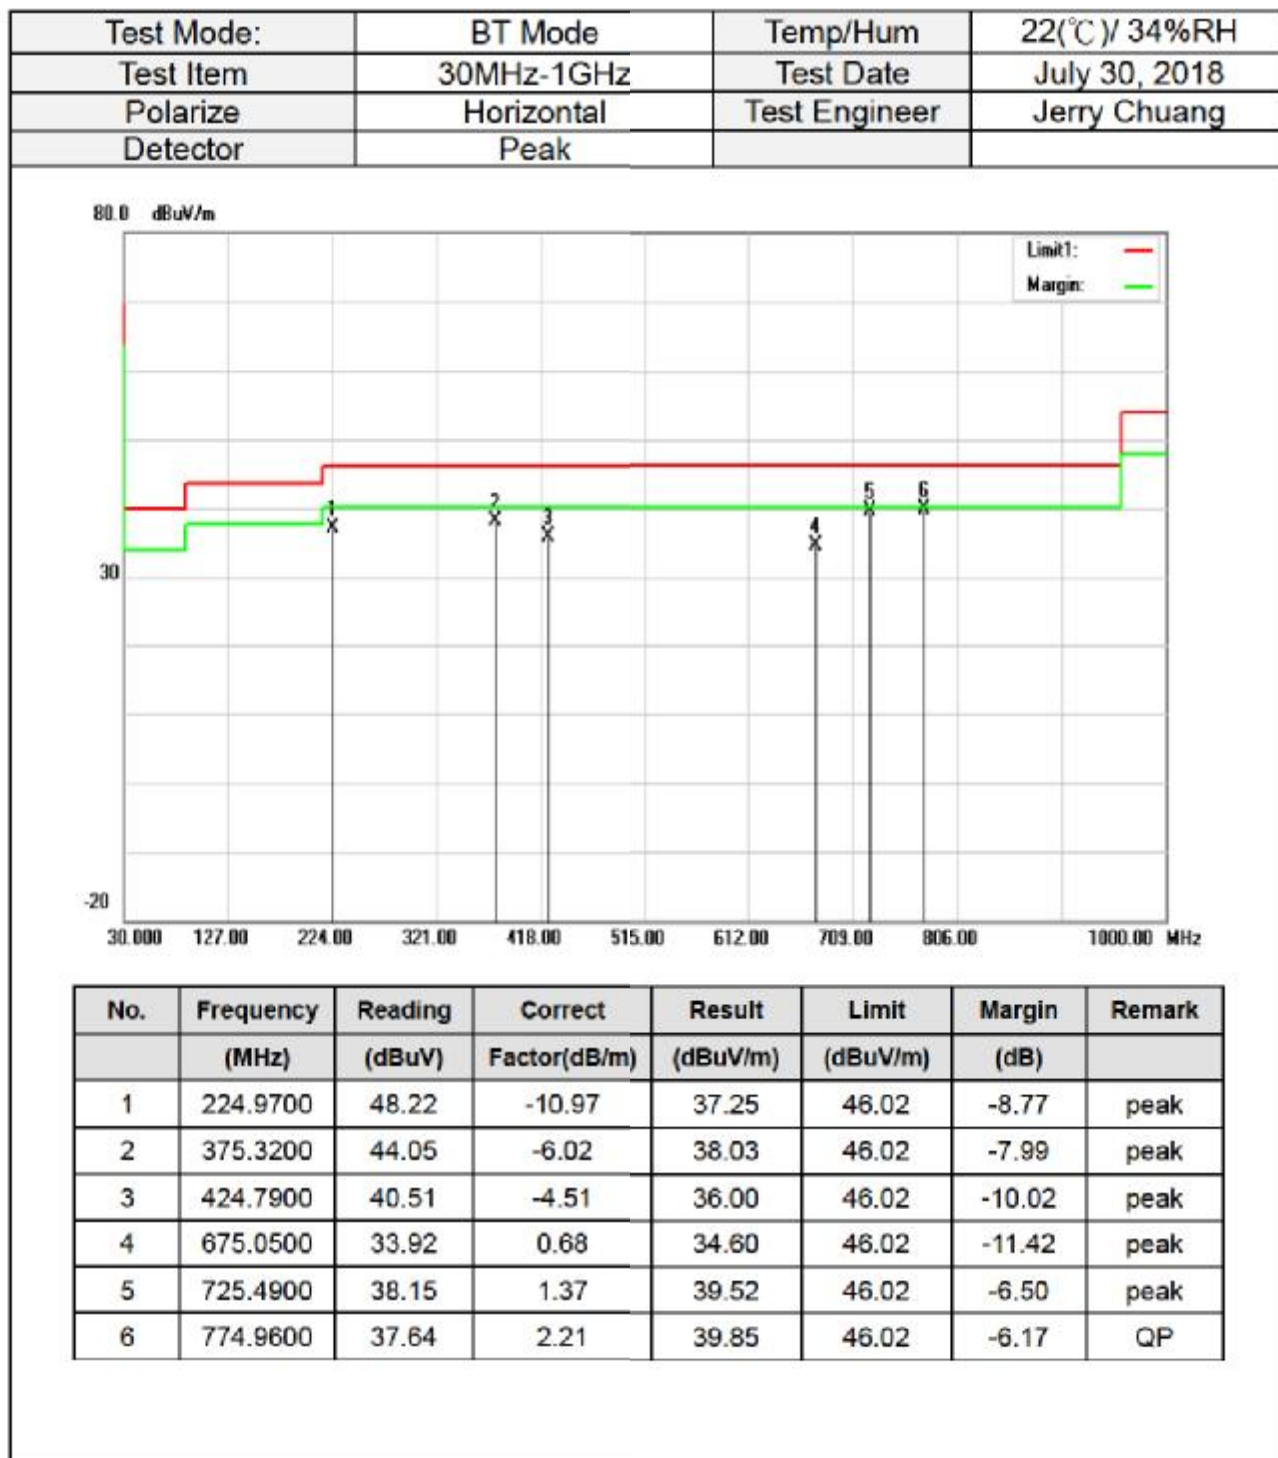 Test Mode: BT Mode Temp/Hum 22(℃)/ 34%RH
Test Item 30MHz-1GHz Test Date July 30, 2018
Polarize Horizontal Test Engineer Jerry Chuang
Detector Peak
80.0 dBuV/m
Limit1:
Margin:
1 2 3 4 5 6
30
-20
30.000 127.00 224.00 321.00 418.00 515.00 612.00 709.00 806.00 1000.00 MHz
No. Frequency Reading Correct Result Limit Margin Remark
(MHz) (dBuV) Factor(dB/m) (dBuV/m) (dBuV/m) (dB)
1 224.9700 48.22 -10.97 37.25 46.02 -8.77 peak
2 375.3200 44.05 -6.02 38.03 46.02 -7.99 peak
3 424.7900 40.51 -4.51 36.00 46.02 -10.02 peak
4 675.0500 33.92 0.68 34.60 46.02 -11.42 peak
5 725.4900 38.15 1.37 39.52 46.02 -6.50 peak
6 774.9600 37.64 2.21 39.85 46.02 -6.17 QP